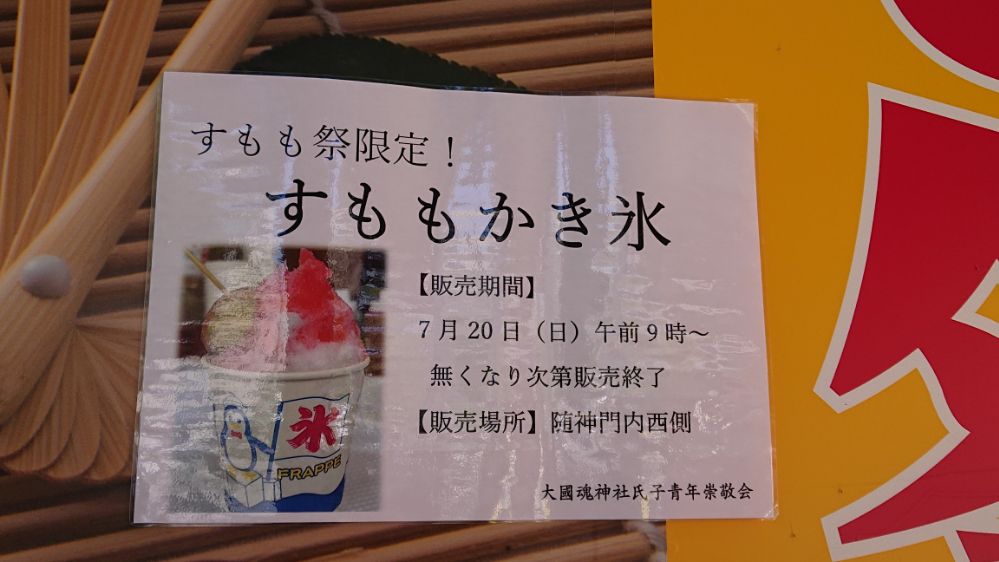 すもも祭限定！
すももかき氷
【販売期間】
７月20日（日）午前９時～
無くなり次第販売終了
【販売場所】随神門内西側
大國魂神社氏子青年崇敬会
氷
FRAPPE